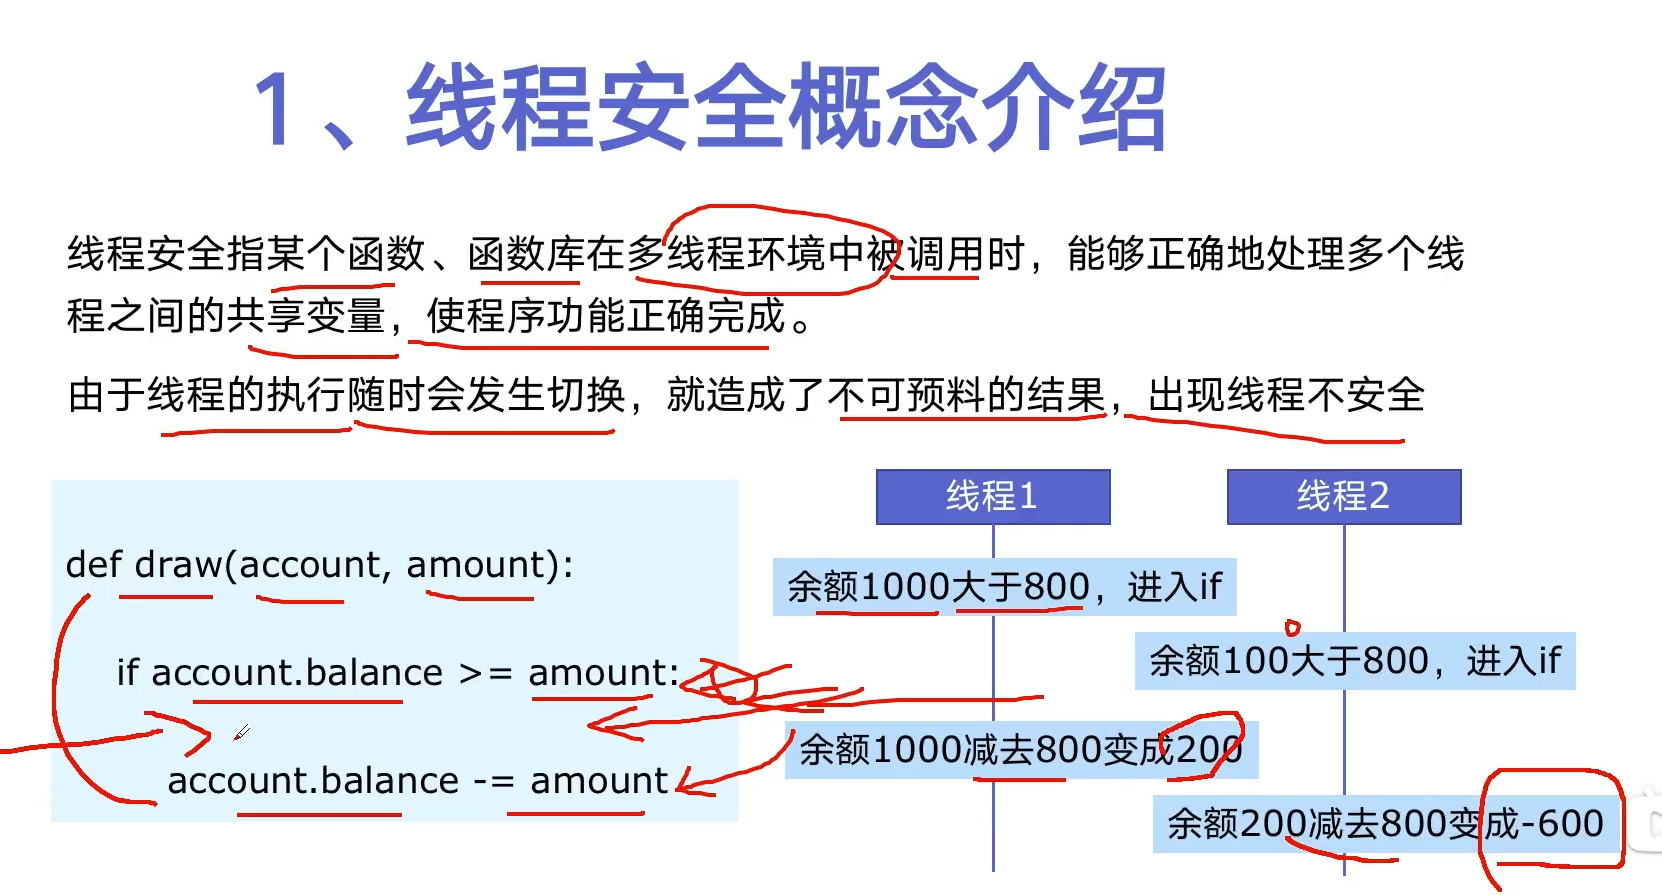 1、线程安全概念介绍
线程安全指某个函数、函数库在多线程环境中被调用时，能够正确地处理多个线
程之间的共享变量，使程序功能正确完成。
由于线程的执行随时会发生切换，就造成了不可预料的结果，出现线程不安全
def draw(account, amount):
if account.balance >= amount:
account.balance -= amount
线程1
线程2
余额1000大于800，进入if
余额100大于800，进入if
余额1000减去800变成200
余额200减去800变成-600